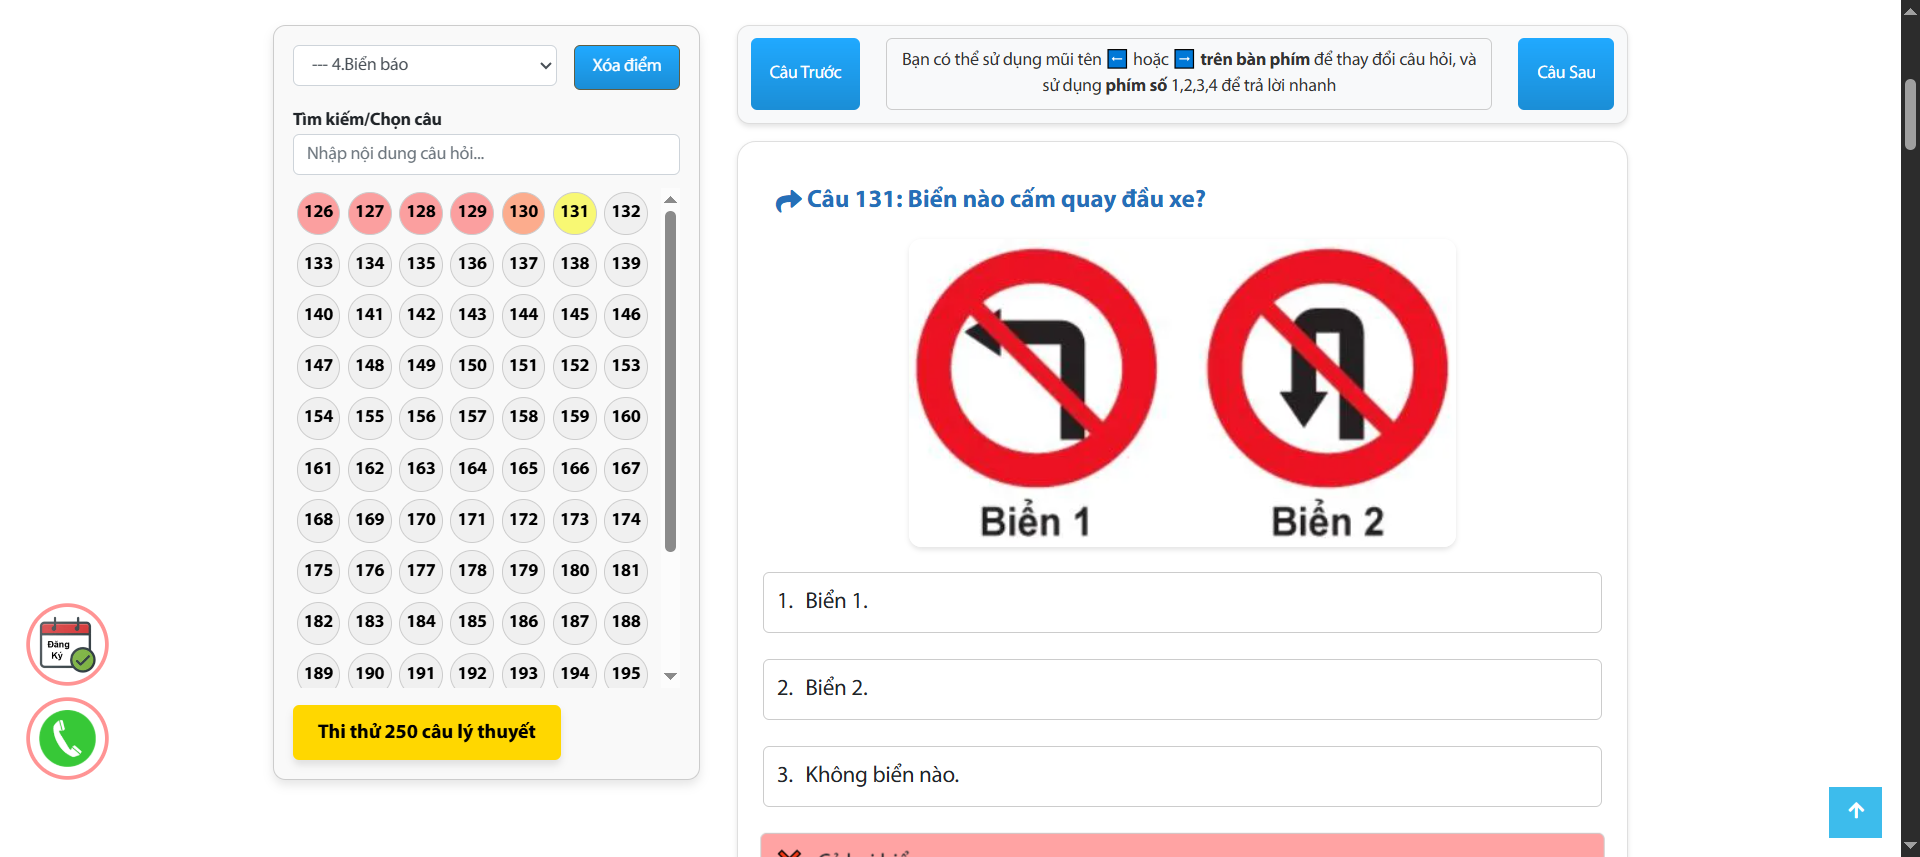 --- 4.Biển báo
Xóa điểm
Tìm kiếm/Chọn câu
Nhập nội dung câu hỏi...
126 127 128 129 130 131 132
133 134 135 136 137 138 139
140 141 142 143 144 145 146
147 148 149 150 151 152 153
154 155 156 157 158 159 160
161 162 163 164 165 166 167
168 169 170 171 172 173 174
175 176 177 178 179 180 181
182 183 184 185 186 187 188
189 190 191 192 193 194 195
Thi thử 250 câu lý thuyết
Đăng
Ký
Câu Trước
Bạn có thể sử dụng mũi tên ← hoặc → trên bàn phím để thay đổi câu hỏi, và
sử dụng phím số 1,2,3,4 để trả lời nhanh
Câu Sau
Câu 131: Biển nào cấm quay đầu xe?
Biển 1
Biển 2
1. Biển 1.
2. Biển 2.
3. Không biển nào.